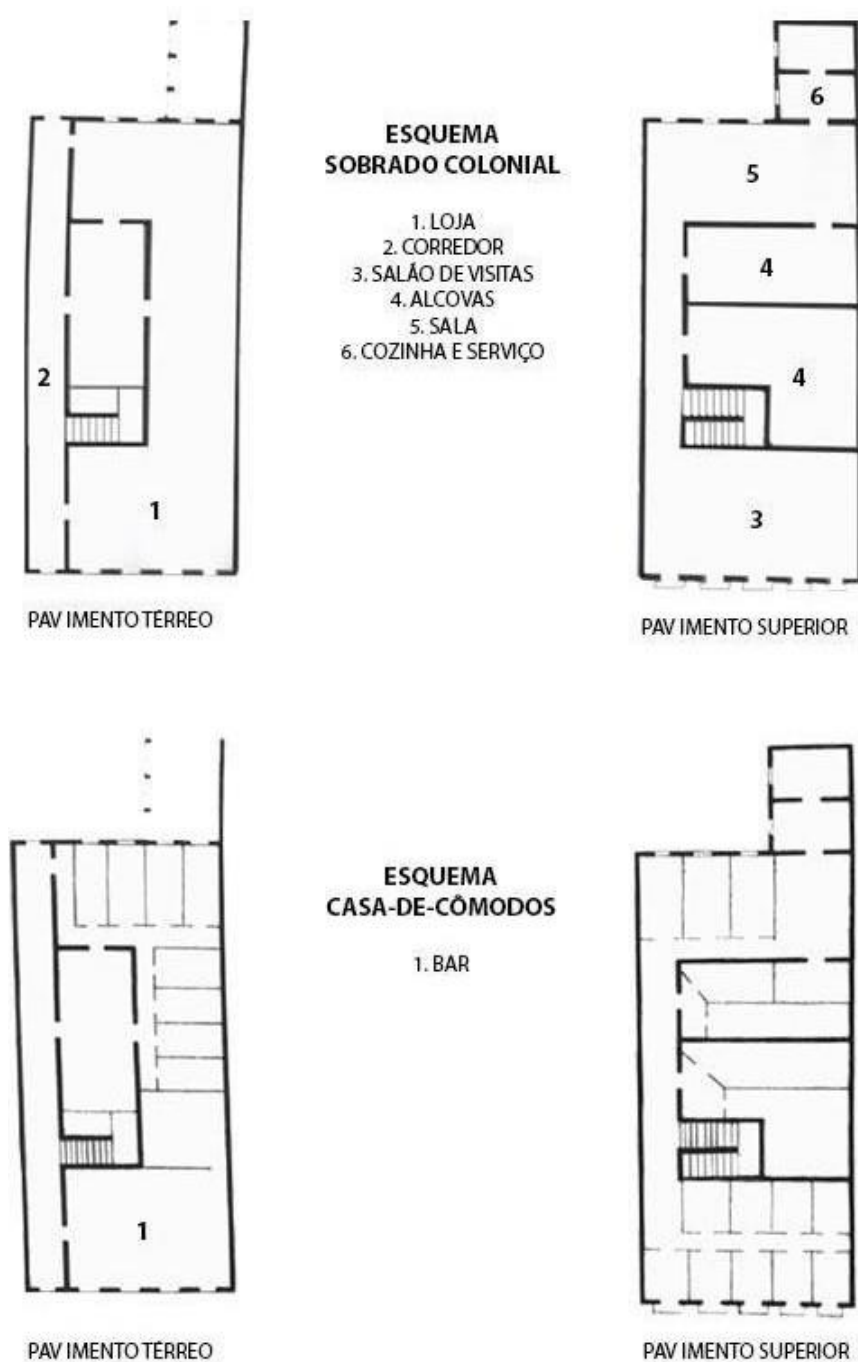 6
ESQUEMA
SOBRADO COLONIAL
5
1. LOJA
2. CORREDOR
3. SALÃO DE VISITAS
4. ALCOVAS
5. SALA
6. COZINHA E SERVIÇO
4
2
4
1
3
PAV IMENTO TÉRREO
PAV IMENTO SUPERIOR
ESQUEMA
CASA-DE-CÔMODOS
1. BAR
1
PAV IMENTO TÉRREO
PAV IMENTO SUPERIOR